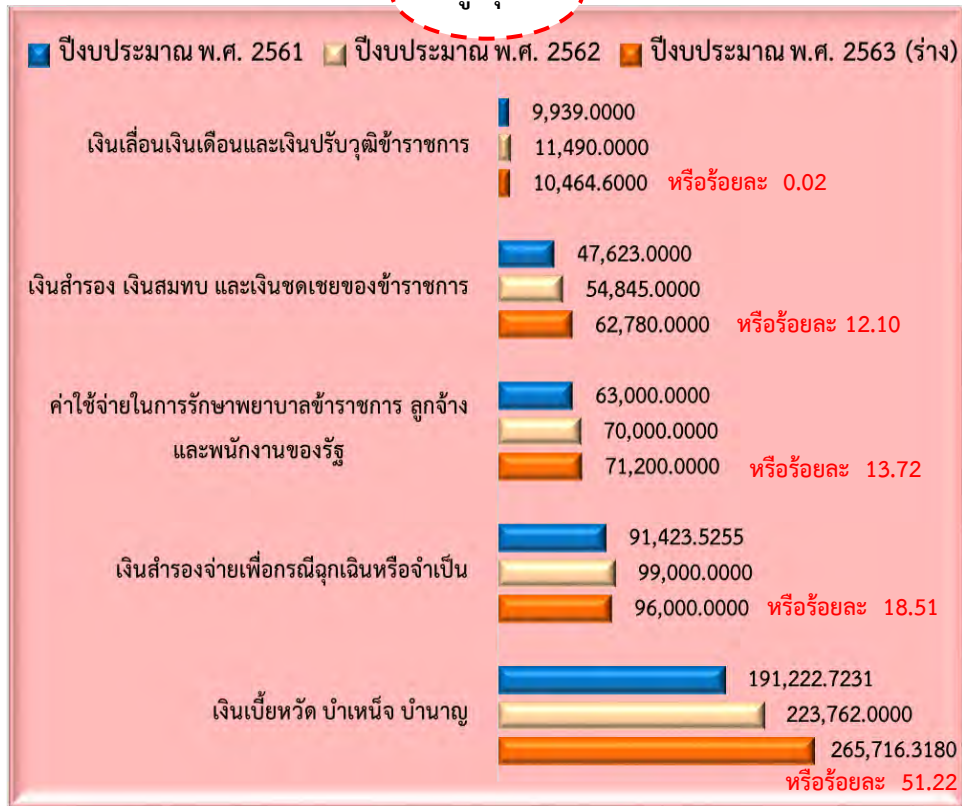 ปีงบประมาณ พ.ศ. 2561 ปีงบประมาณ พ.ศ. 2562 ปีงบประมาณ พ.ศ. 2563 (ร่าง)
เงินเลื่อนเงินเดือนและเงินปรับวุฒิข้าราชการ
9,939.0000
11,490.0000
10,464.6000 หรือร้อยละ 0.02
เงินสำรอง เงินสมทบ และเงินชดเชยของข้าราชการ
47,623.0000
54,845.0000
62,780.0000 หรือร้อยละ 12.10
ค่าใช้จ่ายในการรักษาพยาบาลข้าราชการ ลูกจ้าง
และพนักงานของรัฐ
63,000.0000
70,000.0000
71,200.0000 หรือร้อยละ 13.72
เงินสำรองจ่ายเพื่อกรณีฉุกเฉินหรือจำเป็น
91,423.5255
99,000.0000
96,000.0000 หรือร้อยละ 18.51
เงินเบี้ยหวัด บำเหน็จ บำนาญ
191,222.7231
223,762.0000
265,716.3180
หรือร้อยละ 51.22